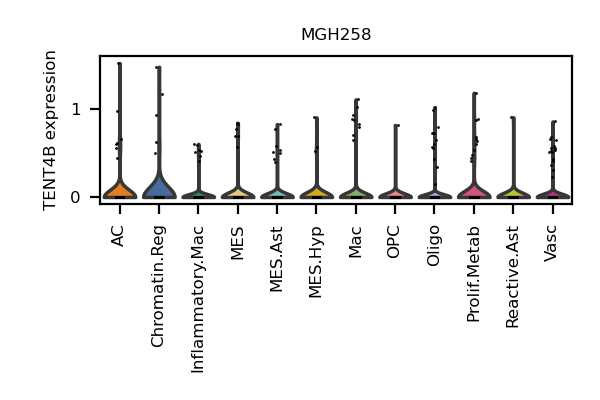 MGH258
TENT4B expression
1
0
AC
Chromatin.Reg
Inflammatory.Mac
MES
MES.Ast
MES.Hyp
Mac
OPC
Oligo
Prolif.Metab
Reactive.Ast
Vasc